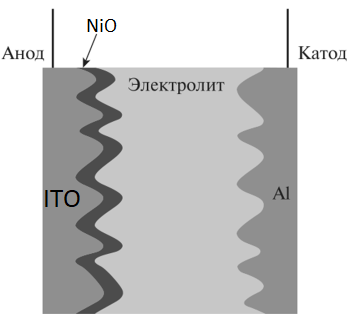 NiO
Анод
Катод
Электролит
ITO
Al